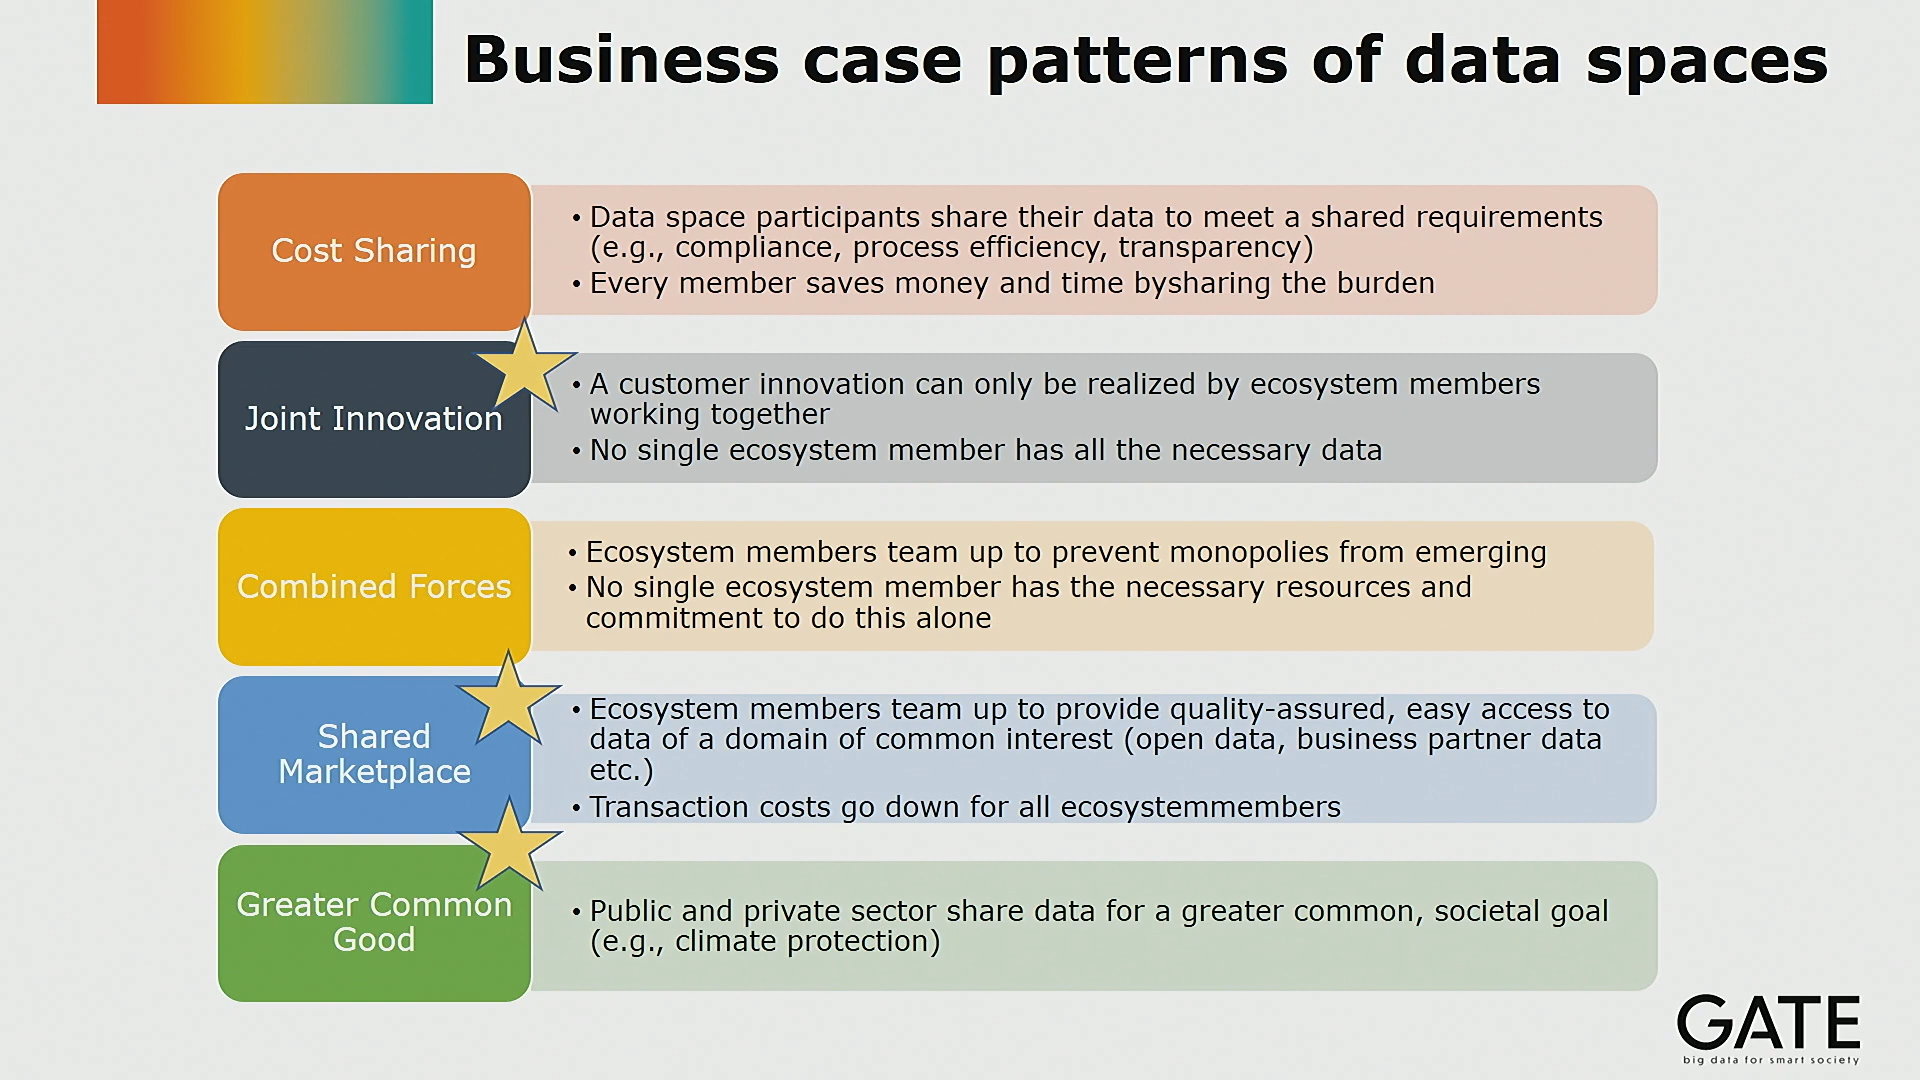 Business case patterns of data spaces
Cost Sharing
• Data space participants share their data to meet a shared requirements
(e.g., compliance, process efficiency, transparency)
• Every member saves money and time bysharing the burden
Joint Innovation
• A customer innovation can only be realized by ecosystem members
working together
• No single ecosystem member has all the necessary data
Combined Forces
• Ecosystem members team up to prevent monopolies from emerging
• No single ecosystem member has the necessary resources and
commitment to do this alone
Shared
Marketplace
• Ecosystem members team up to provide quality-assured, easy access to
data of a domain of common interest (open data, business partner data
etc.)
• Transaction costs go down for all ecosystemmembers
Greater Common
Good
• Public and private sector share data for a greater common, societal goal
(e.g., climate protection)
GATE
big data for smart society